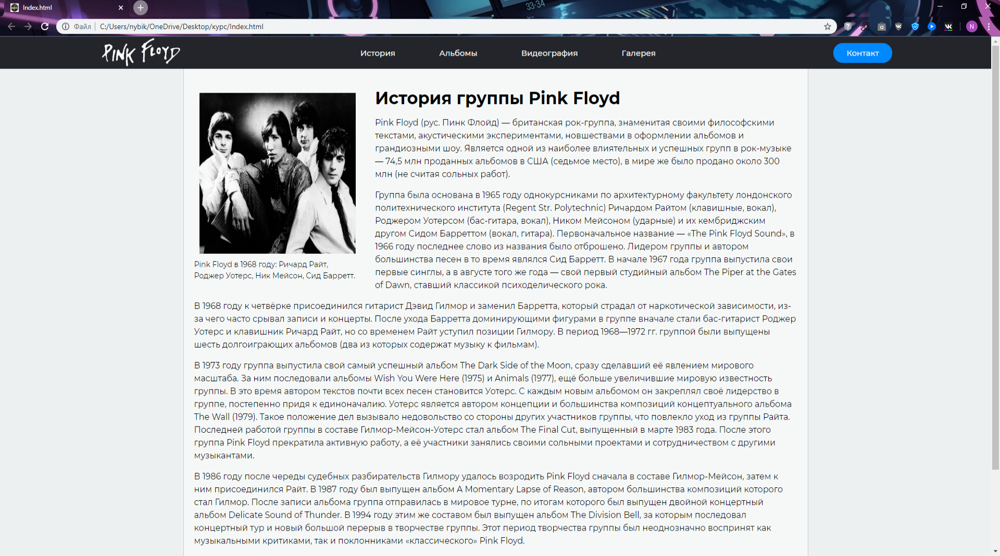 Index.html
33-34
Файл
C:/Users/nybik/OneDrive/Desktop/курс/Index.html
N
PINK FLOYD
История
Альбомы
Видеография
Галерея
Контакт
История группы Pink Floyd
Pink Floyd (рус. Пинк Флойд) — британская рок-группа, знаменитая своими философскими
текстами, акустическими экспериментами, новшествами в оформлении альбомов и
грандиозными шоу. Является одной из наиболее влиятельных и успешных групп в рок-музыке
— 74,5 млн проданных альбомов в США (седьмое место), в мире же было продано около 300
млн (не считая сольных работ).
Группа была основана в 1965 году однокурсниками по архитектурному факультету лондонского
политехнического института (Regent Str. Polytechnic) Ричардом Райтом (клавишные, вокал),
Роджером Уотерсом (бас-гитара, вокал), Ником Мейсоном (ударные) и их кембриджским
другом Сидом Барреттом (вокал, гитара). Первоначальное название — «The Pink Floyd Sound», в
1966 году последнее слово из названия было отброшено. Лидером группы и автором
большинства песен в то время являлся Сид Барретт. В начале 1967 года группа выпустила свои
первые синглы, а в августе того же года — свой первый студийный альбом The Piper at the Gates
of Dawn, ставший классикой психоделического рока.
Pink Floyd в 1968 году: Ричард Райт,
Роджер Уотерс, Ник Мейсон, Сид Барретт.
В 1968 году к четвёрке присоединился гитарист Дэвид Гилмор и заменил Барретта, который страдал от наркотической зависимости, из-
за чего часто срывал записи и концерты. После ухода Барретта доминирующими фигурами в группе вначале стали бас-гитарист Роджер
Уотерс и клавишник Ричард Райт, но со временем Райт уступил позиции Гилмору. В период 1968—1972 гг. группой были выпущены
шесть долгоиграющих альбомов (два из которых содержат музыку к фильмам).
В 1973 году группа выпустила свой самый успешный альбом The Dark Side of the Moon, сразу сделавший её явлением мирового
масштаба. За ним последовали альбомы Wish You Were Here (1975) и Animals (1977), ещё больше увеличившие мировую известность
группы. В это время автором текстов почти всех песен становится Уотерс. С каждым новым альбомом он закреплял своё лидерство в
группе, постепенно придя к единоначалию. Уотерс является автором концепции и большинства композиций концептуального альбома
The Wall (1979). Такое положение дел вызывало недовольство со стороны других участников группы, что повлекло уход из группы Райта.
Последней работой группы в составе Гилмор-Мейсон-Уотерс стал альбом The Final Cut, выпущенный в марте 1983 года. После этого
группа Pink Floyd прекратила активную работу, а её участники занялись своими сольными проектами и сотрудничеством с другими
музыкантами.
В 1986 году после череды судебных разбирательств Гилмору удалось возродить Pink Floyd сначала в составе Гилмор-Мейсон, затем к
ним присоединился Райт. В 1987 году был выпущен альбом A Momentary Lapse of Reason, автором большинства композиций которого
стал Гилмор. После записи альбома группа отправилась в мировое турне, по итогам которого был выпущен двойной концертный
альбом Delicate Sound of Thunder. В 1994 году этим же составом был выпущен альбом The Division Bell, за которым последовал
концертный тур и новый большой перерыв в творчестве группы. Этот период творчества группы был неоднозначно воспринят как
музыкальными критиками, так и поклонниками «классического» Pink Floyd.